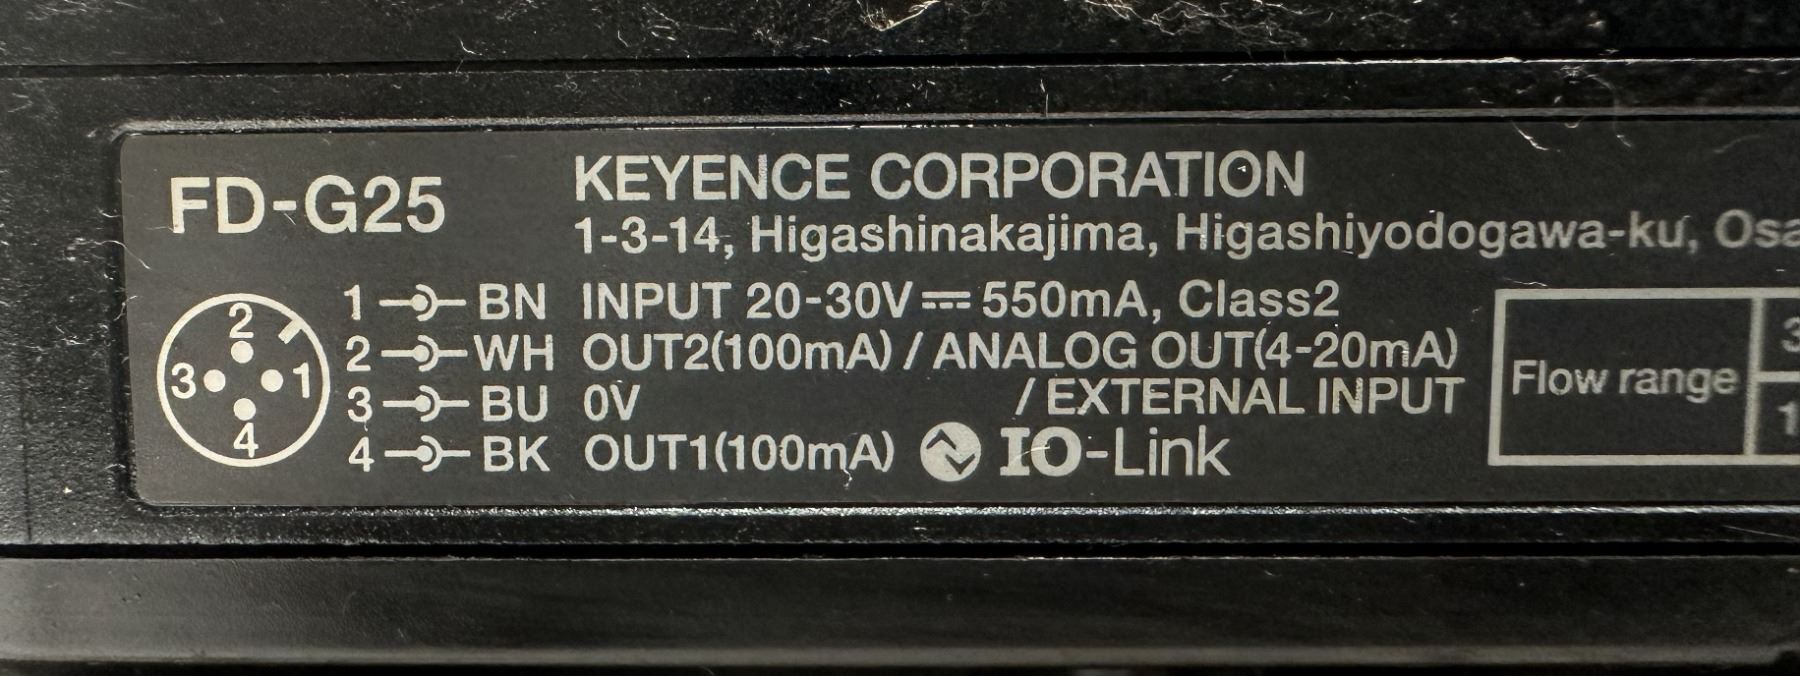 FD-G25
KEYENCE CORPORATION
1-3-14, Higashinakajima, Higashiyodogawa-ku,
2
3 1
4
1 BN INPUT 20-30V⎓550mA, Class2
2 WH OUT2(100mA) / ANALOG OUT(4-20mA)
/ EXTERNAL INPUT
3 BU 0V
4 BK OUT1(100mA) IO-Link
Flow range